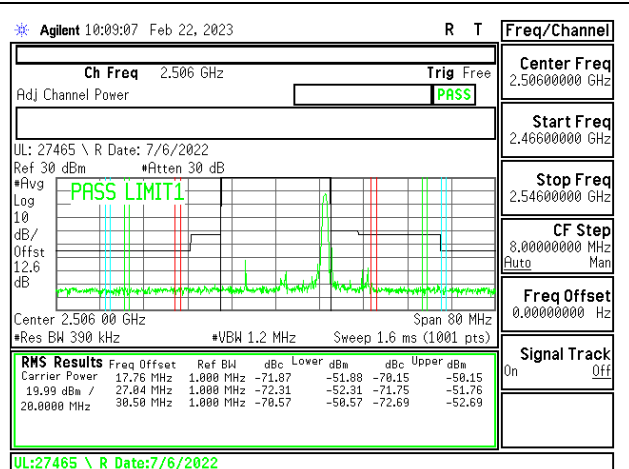 Agilent 10:09:07 Feb 22, 2023 R T
Ch Freq 2.506 GHz Trig Free
Adj Channel Power PASS
UL: 27465 \ R Date: 7/6/2022
Ref 30 dBm #Atten 30 dB
#Avg
Log
10
dB/
Offst
12.6
dB
PASS LIMIT1
Center 2.506 00 GHz Span 80 MHz
#Res BW 390 kHz #VBW 1.2 MHz Sweep 1.6 ms (1001 pts)
RMS Results Freq Offset Ref BW dBc Lower dBm dBc Upper dBm
Carrier Power 17.76 MHz 1.000 MHz -71.87 -51.88 -70.15 -50.15
19.99 dBm / 27.04 MHz 1.000 MHz -72.31 -52.31 -71.75 -51.76
20.0000 MHz 30.50 MHz 1.000 MHz -70.57 -50.57 -72.69 -52.69
UL:27465 \ R Date:7/6/2022
Freq/Channel
Center Freq
2.50600000 GHz
Start Freq
2.46600000 GHz
Stop Freq
2.54600000 GHz
CF Step
8.00000000 MHz
Auto Man
Freq Offset
0.00000000 Hz
Signal Track
On Off